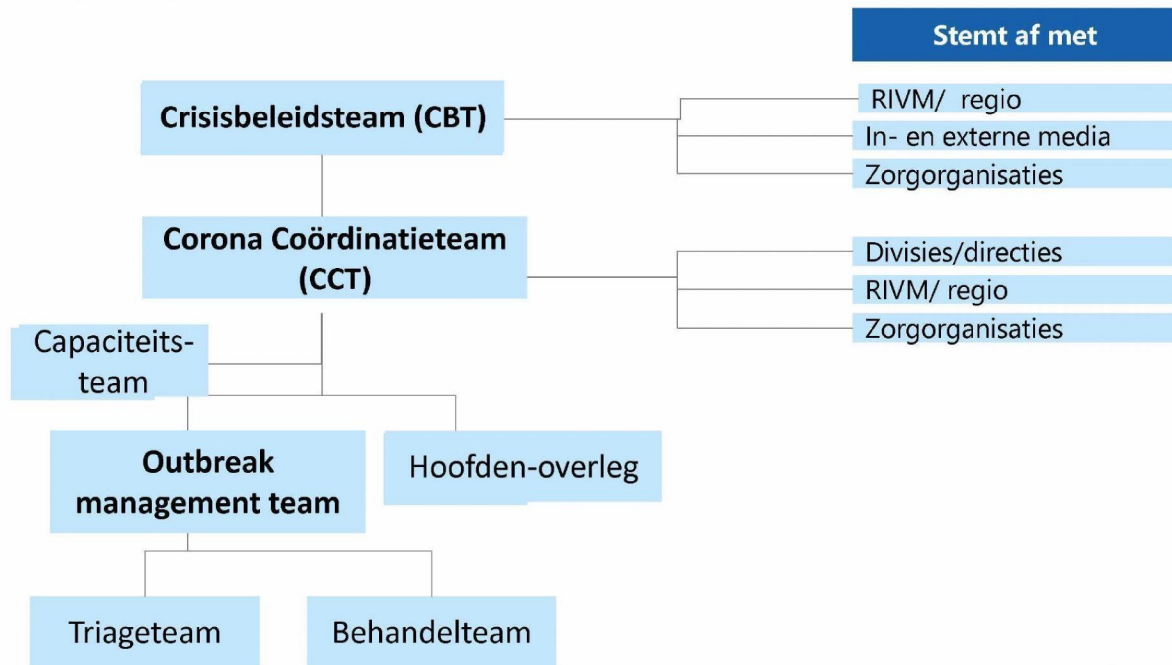 Stemt af met
Crisisbeleidsteam (CBT)
RIVM/ regio
In- en externe media
Zorgorganisaties
Corona Coördinatieteam
(CCT)
Divisies/directies
RIVM/ regio
Zorgorganisaties
Capaciteits-
team
Outbreak
management team
Hoofden-overleg
Triageteam
Behandelteam